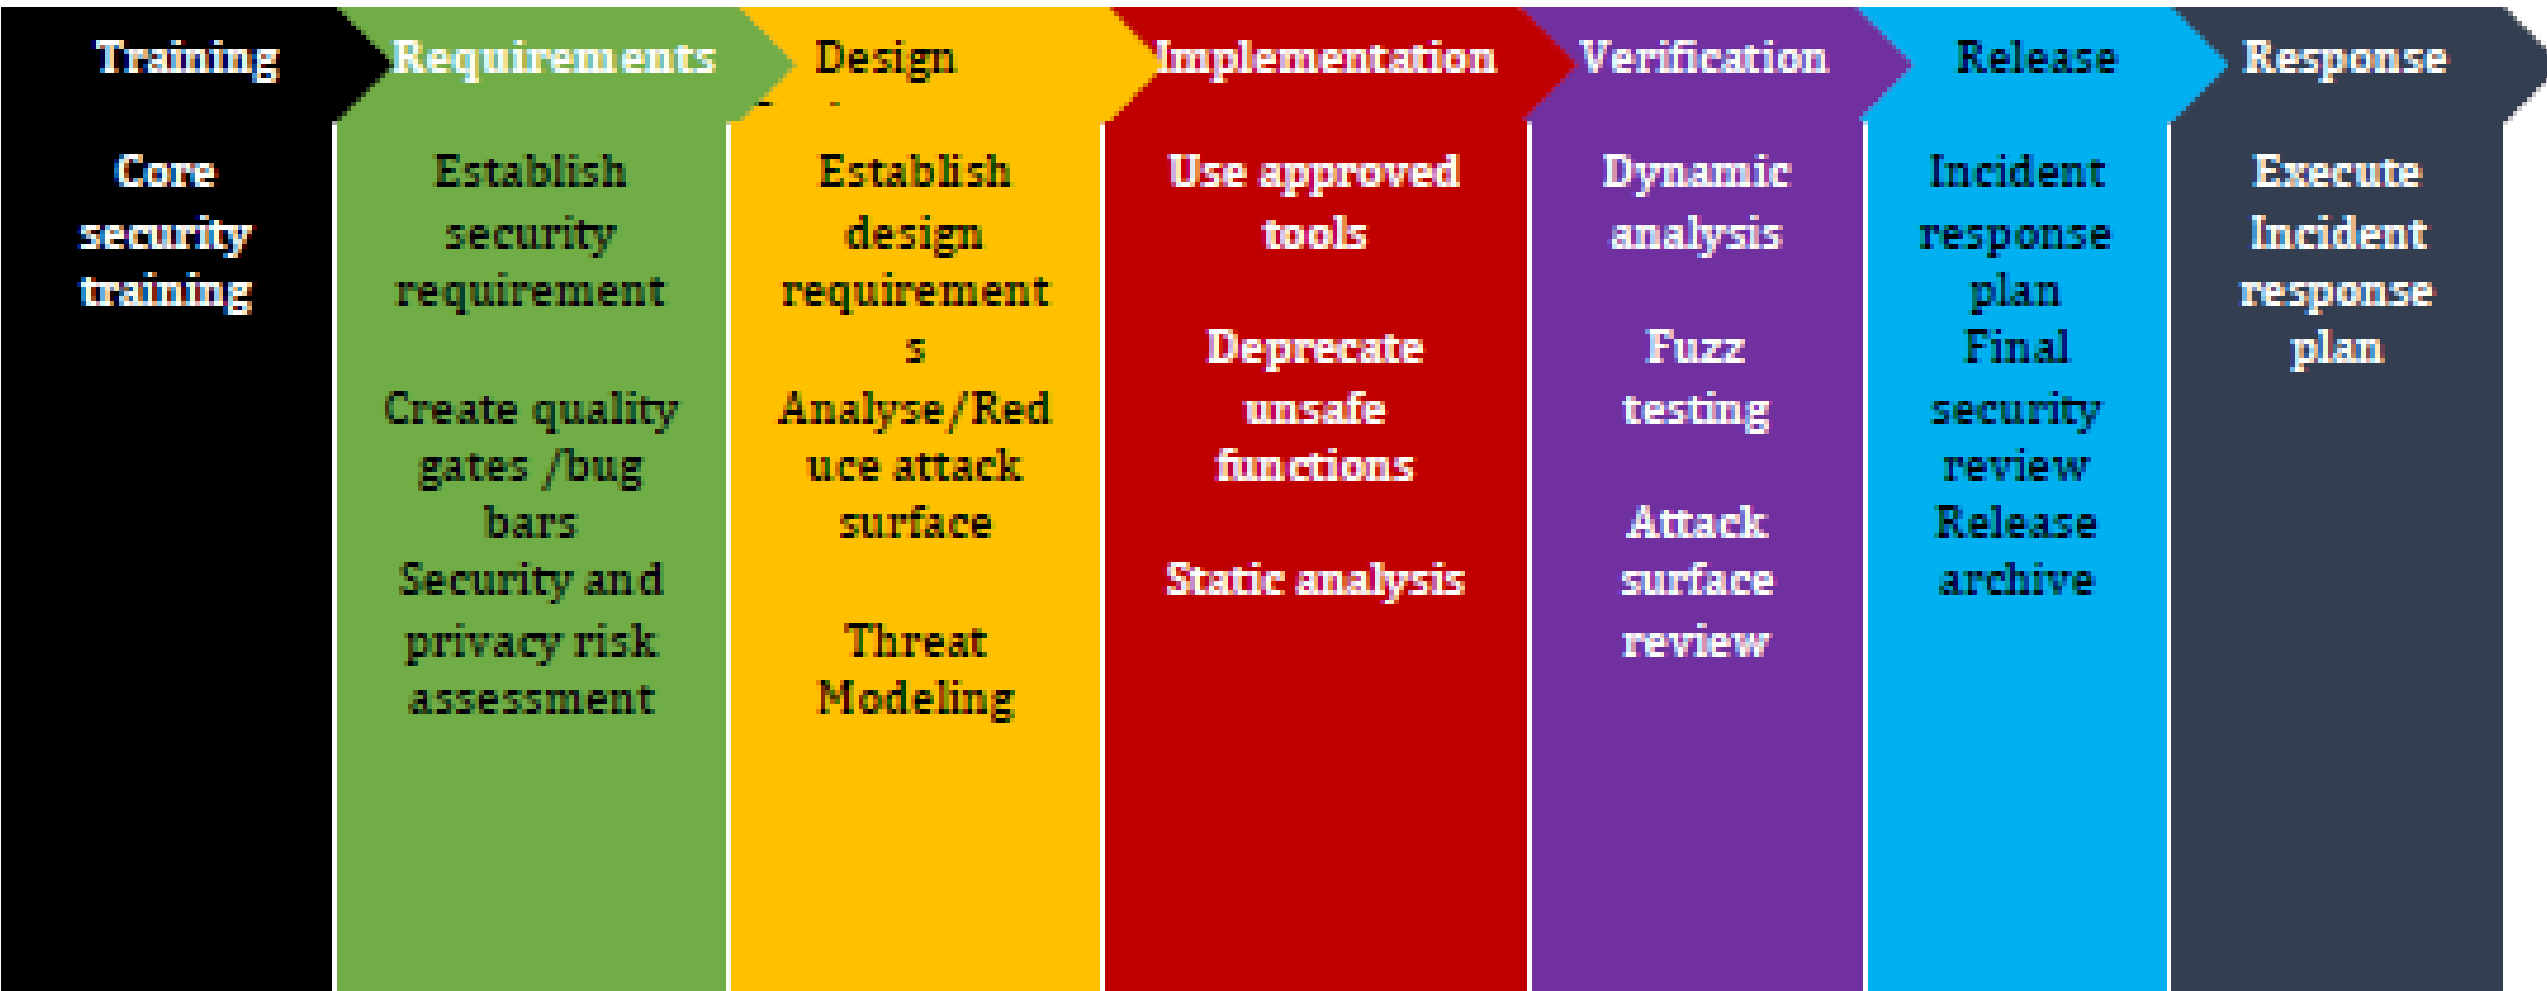 Training
Requirements
Design
Implementation
Verification
Release
Response
Core
security
training
Establish
security
requirement
Create quality
gates /bug
bars
Security and
privacy risk
assessment
Establish
design
requirement
s
Analyse/Red
uce attack
surface
Threat
Modeling
Use approved
tools
Deprecate
unsafe
functions
Static analysis
Dynamic
analysis
Fuzz
testing
Attack
surface
review
Incident
response
plan
Final
security
review
Release
archive
Execute
Incident
response
plan